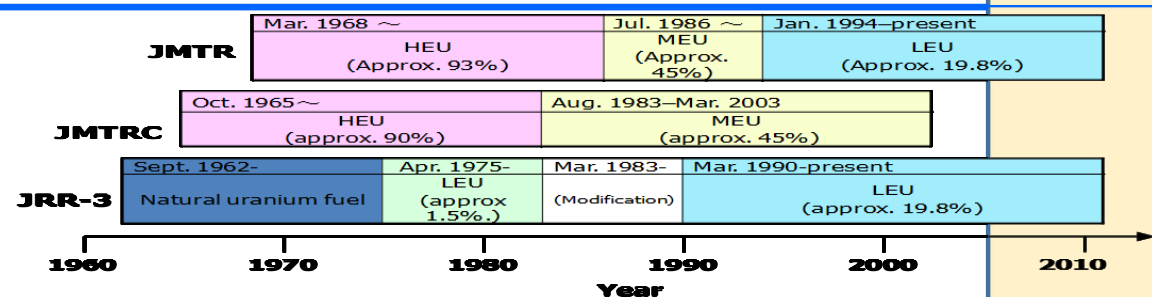 Mar. 1968 ～
Jul. 1986 ～
Jan. 1994–present
JMTR
HEU
(Approx. 93%)
MEU
(Approx.
45%)
LEU
(Approx. 19.8%)
Oct. 1965～
Aug. 1983–Mar. 2003
JMTRC
HEU
(approx. 90%)
MEU
(approx. 45%)
Sept. 1962-
Apr. 1975-
Mar. 1983-
Mar. 1990-present
JRR-3
Natural uranium fuel
LEU
(approx
1.5%.)
(Modification)
LEU
(approx. 19.8%)
1960 1970 1980 1990 2000 2010
Year